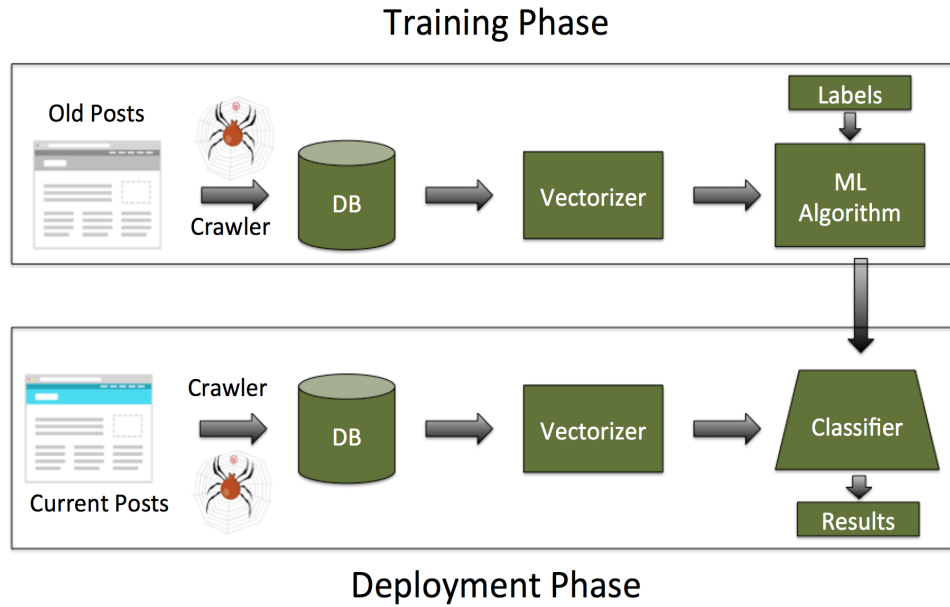 Training Phase
Old Posts
Crawler
DB
Vectorizer
Labels
ML
Algorithm
Crawler
Current Posts
DB
Vectorizer
Classifier
Results
Deployment Phase